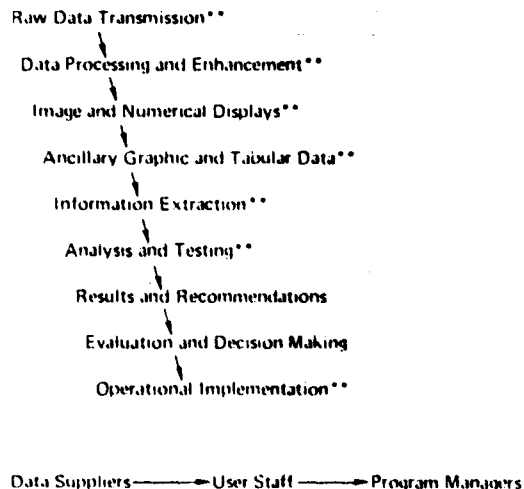 Raw Data Transmission**
Data Processing and Enhancement**
Image and Numerical Displays**
Ancillary Graphic and Tabular Data**
Information Extraction**
Analysis and Testing**
Results and Recommendations
Evaluation and Decision Making
Operational Implementation**
Data Suppliers User Staff Program Managers